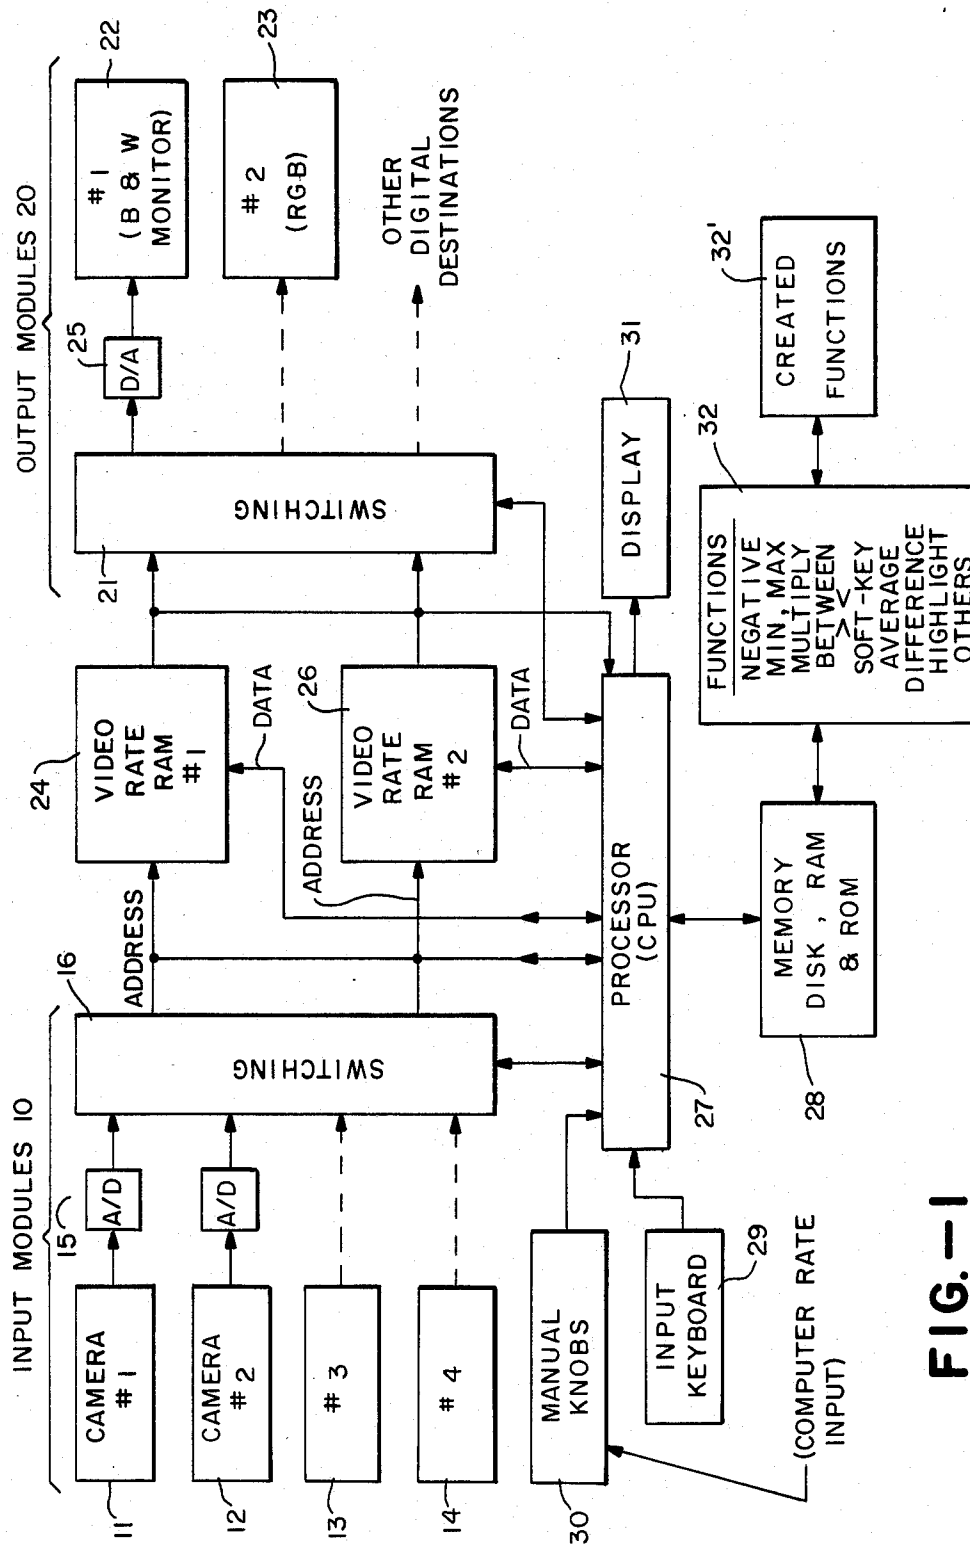 INPUT MODULES 10
OUTPUT MODULES 20
11
CAMERA
#1
15
A/D
12
CAMERA
#2
A/D
13
#3
14
#4
16
SWITCHING
ADDRESS
24
VIDEO
RATE
RAM
#1
DATA
ADDRESS
26
VIDEO
RATE
RAM
#2
DATA
21
SWITCHING
25
D/A
22
#1
(B & W
MONITOR)
23
#2
(RGB)
OTHER
DIGITAL
DESTINATIONS
30
MANUAL
KNOBS
INPUT
KEYBOARD
29
(COMPUTER RATE
INPUT)
PROCESSOR
(CPU)
27
DISPLAY
31
28
MEMORY
DISK, RAM
& ROM
32
FUNCTIONS
NEGATIVE
MIN, MAX
MULTIPLY
BETWEEN
> <
SOFT-KEY
AVERAGE
DIFFERENCE
HIGHLIGHT
OTHERS
32'
CREATED
FUNCTIONS
FIG.—1